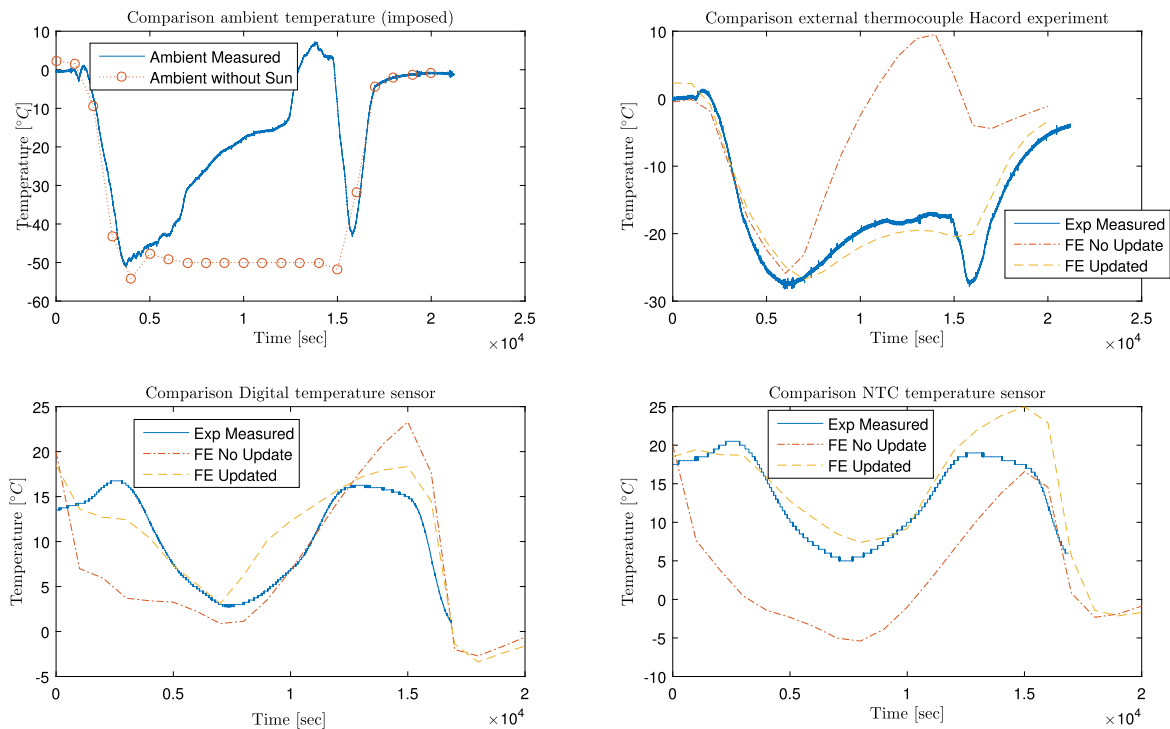 Comparison ambient temperature (imposed)
10
0
-10
-20
-30
-40
-50
-60
Temperature [°C]
Ambient Measured
Ambient without Sun
0
0.5
1
1.5
2
2.5
Time [sec]
×10^4
Comparison external thermocouple Hacord experiment
10
0
-10
-20
-30
Temperature [°C]
Exp Measured
FE No Update
FE Updated
0
0.5
1
1.5
2
2.5
Time [sec]
×10^4
Comparison Digital temperature sensor
25
20
15
10
5
0
-5
Temperature [°C]
Exp Measured
FE No Update
FE Updated
0
0.5
1
1.5
2
Time [sec]
×10^4
Comparison NTC temperature sensor
25
20
15
10
5
0
-5
-10
Temperature [°C]
Exp Measured
FE No Update
FE Updated
0
0.5
1
1.5
2
Time [sec]
×10^4